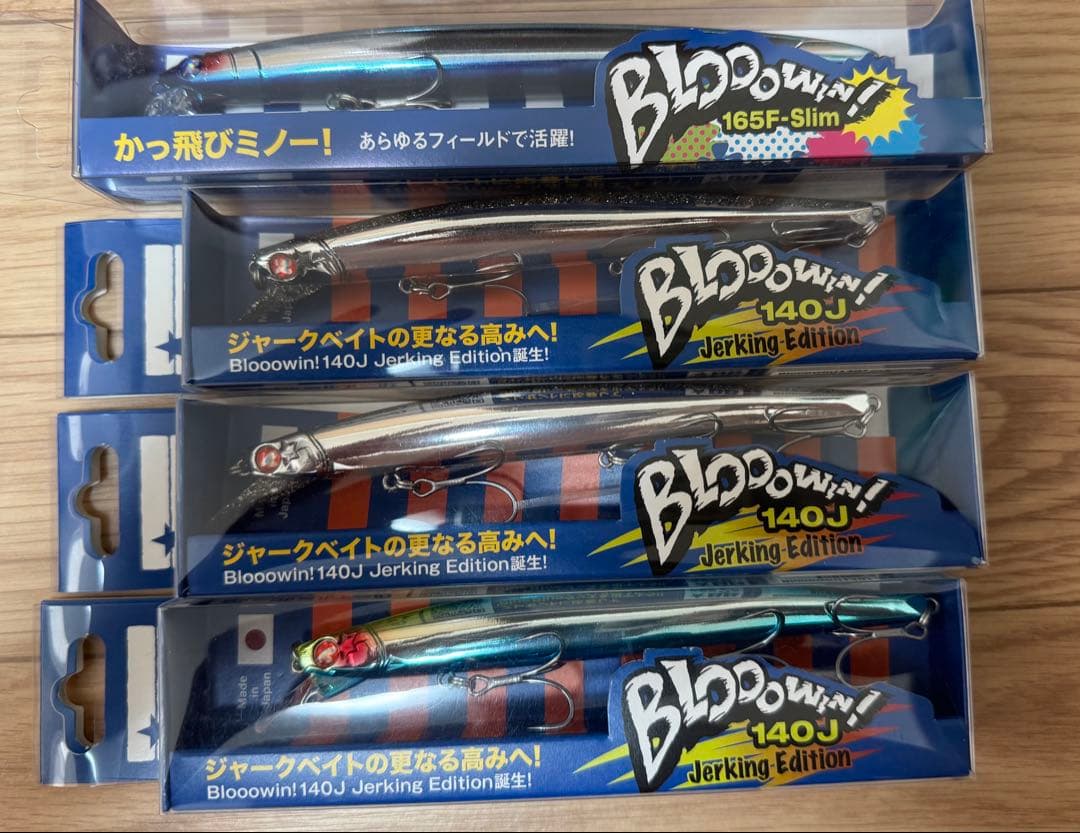 BLOOOWIN!
165F-Slim
かっ飛びミノー!
あらゆるフィールドで活躍!
BLOOOWIN!
140J
Jerking-Edition
ジャークベイトの更なる高みへ!
Blooowin!140J Jerking Edition誕生!
BLOOOWIN!
140J
Jerking-Edition
ジャークベイトの更なる高みへ!
Blooowin!140J Jerking Edition誕生!
BLOOOWIN!
140J
Jerking-Edition
Made
in
Japan
ジャークベイトの更なる高みへ!
Blooowin!140J Jerking Edition誕生!